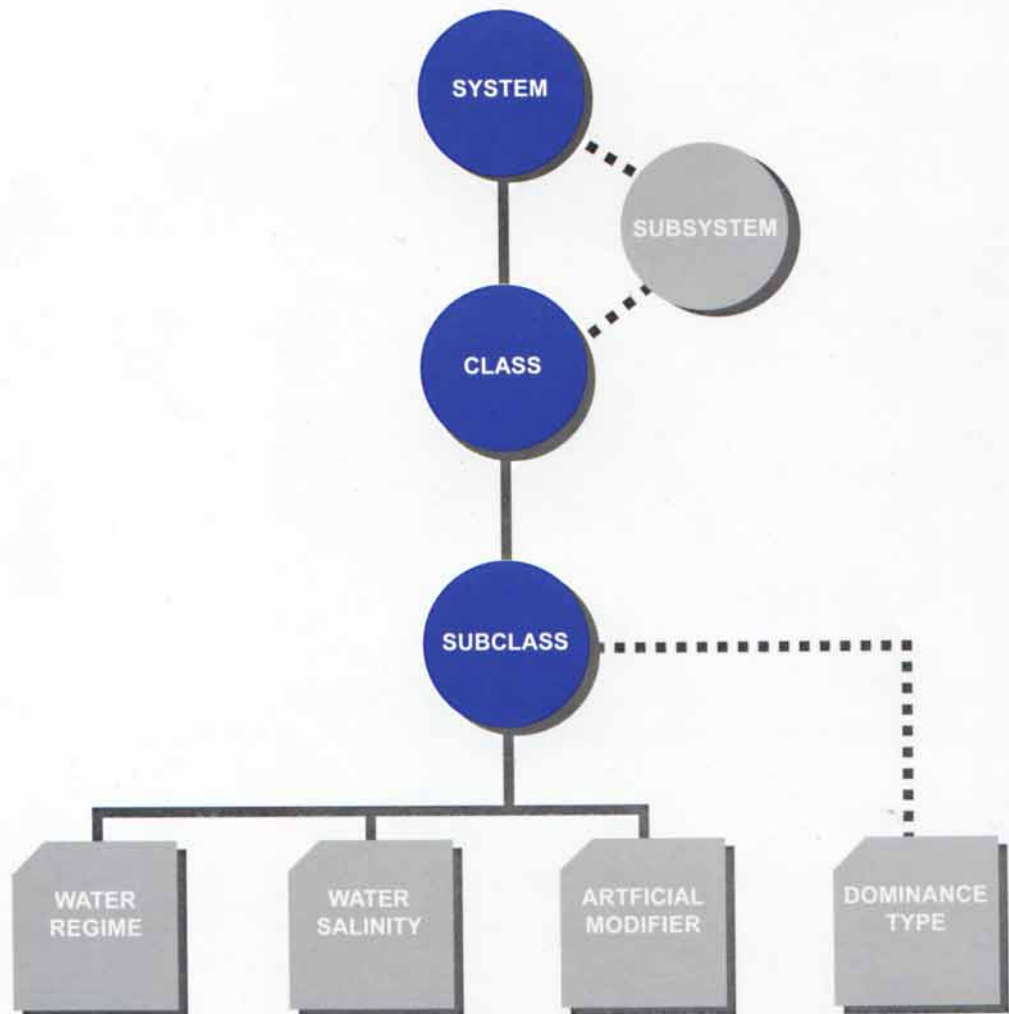 SYSTEM
SUBSYSTEM
CLASS
SUBCLASS
WATER
REGIME
WATER
SALINITY
ARTFICIAL
MODIFIER
DOMINANCE
TYPE